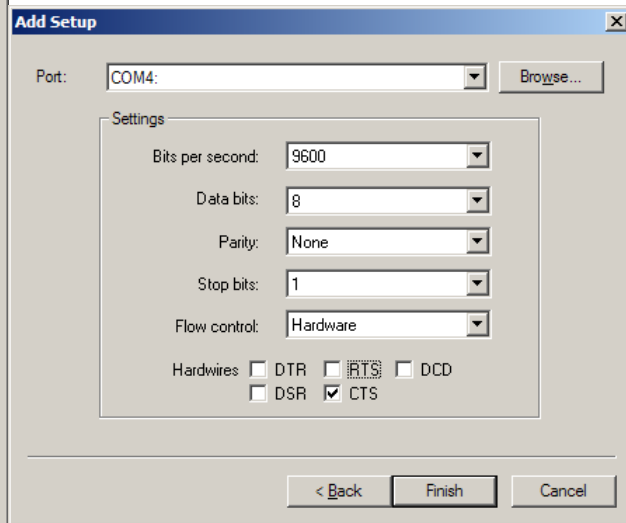 Add Setup
Port: COM4: Browse...
Settings
Bits per second: 9600
Data bits: 8
Parity: None
Stop bits: 1
Flow control: Hardware
Hardwires DTR RTS DCD
DSR CTS
< Back Finish Cancel